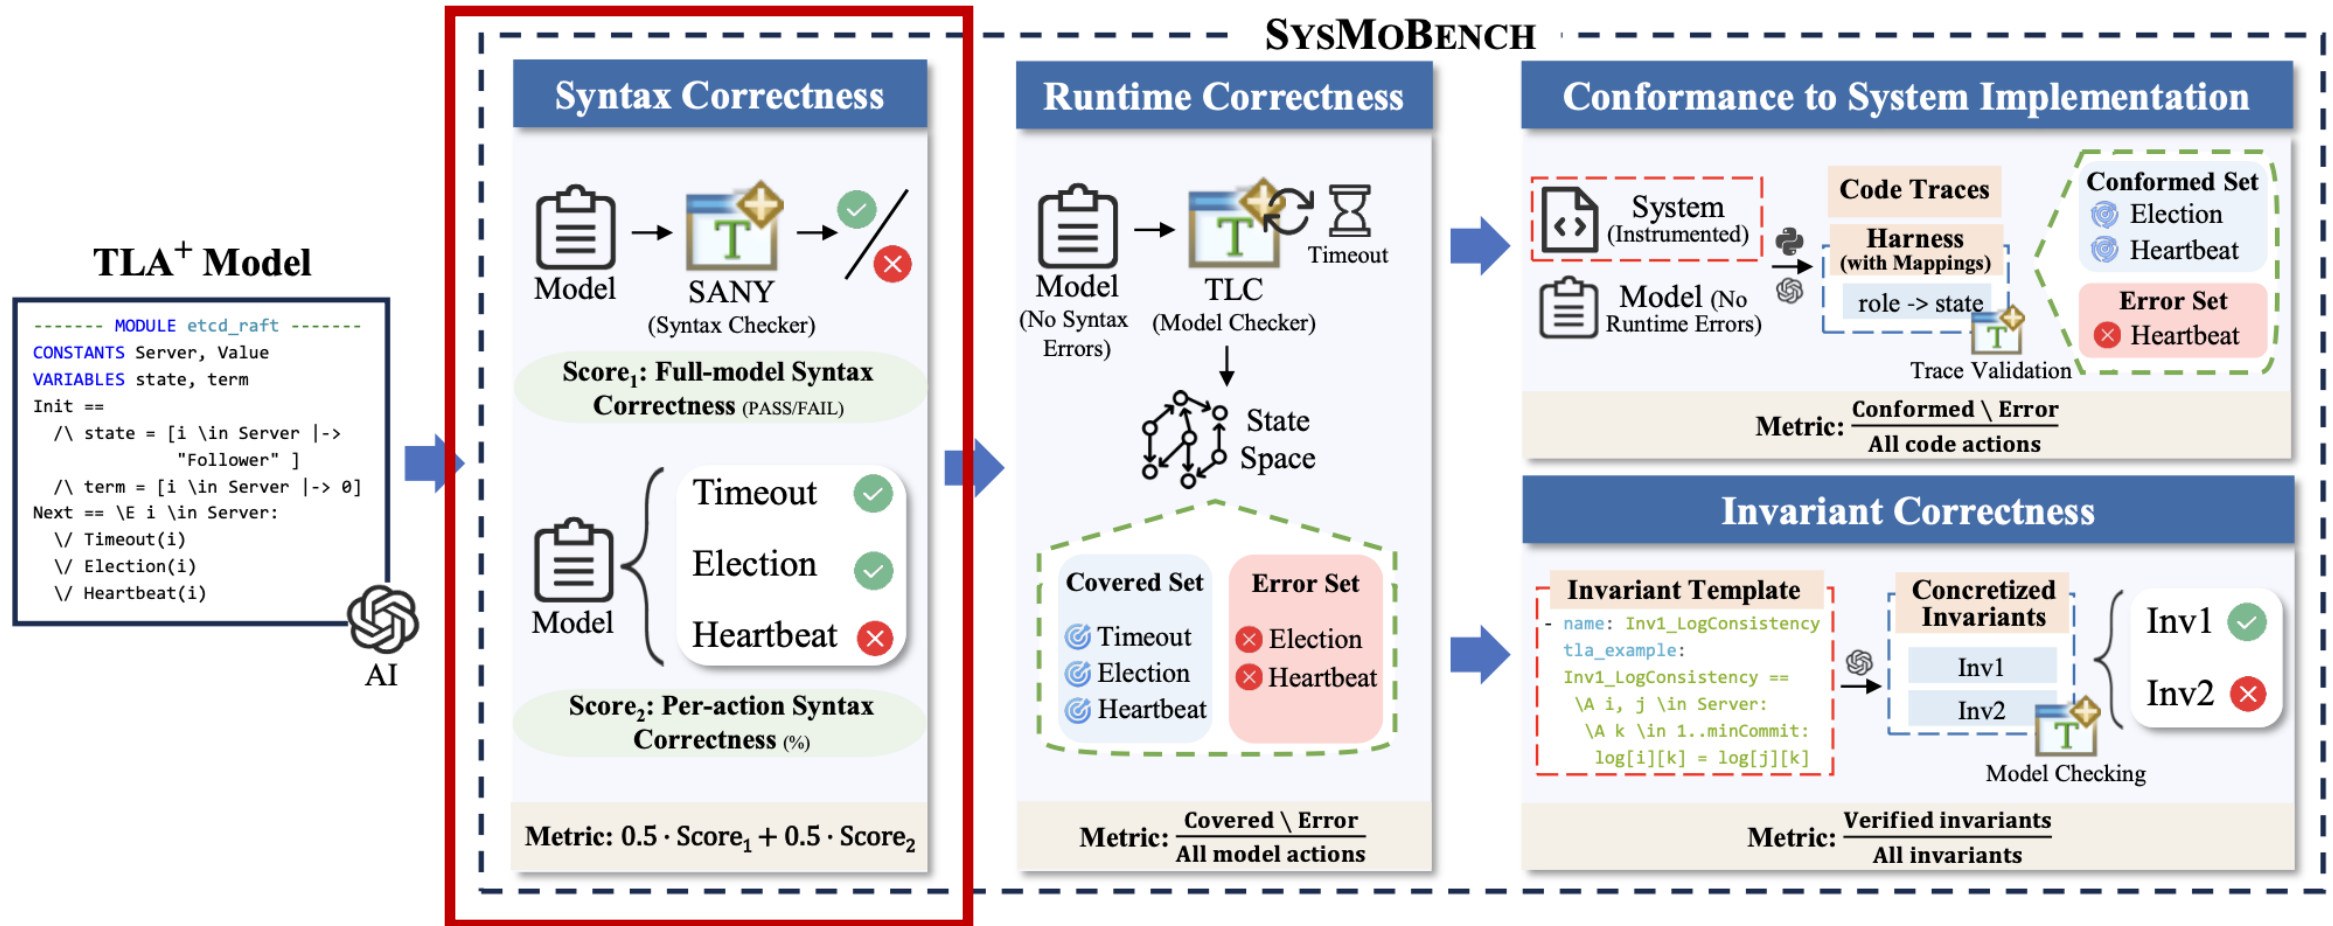 SYSMOBENCH
TLA+ Model
------- MODULE etcd_raft -------
CONSTANTS Server, Value
VARIABLES state, term
Init ==
/\ state = [i \in Server |->
"Follower" ]
/\ term = [i \in Server |-> 0]
Next == \E i \in Server:
\/ Timeout(i)
\/ Election(i)
\/ Heartbeat(i)
AI
Syntax Correctness
Model
SANY
(Syntax Checker)
Score1: Full-model Syntax
Correctness (PASS/FAIL)
Model
Timeout
Election
Heartbeat
Score2: Per-action Syntax
Correctness (%)
Metric: 0.5 · Score1 + 0.5 · Score2
Runtime Correctness
Model
(No Syntax
Errors)
TLC
(Model Checker)
Timeout
State
Space
Covered Set
Timeout
Election
Heartbeat
Error Set
Election
Heartbeat
Metric: Covered \ Error
All model actions
Conformance to System Implementation
System
(Instrumented)
Model (No
Runtime Errors)
Code Traces
Harness
(with Mappings)
role -> state
Trace Validation
Conformed Set
Election
Heartbeat
Error Set
Heartbeat
Metric: Conformed \ Error
All code actions
Invariant Correctness
Invariant Template
- name: Inv1_LogConsistency
tla_example:
Inv1_LogConsistency ==
\A i, j \in Server:
\A k \in 1..minCommit:
log[i][k] = log[j][k]
Concretized
Invariants
Inv1
Inv2
Model Checking
Inv1
Inv2
Metric: Verified invariants
All invariants